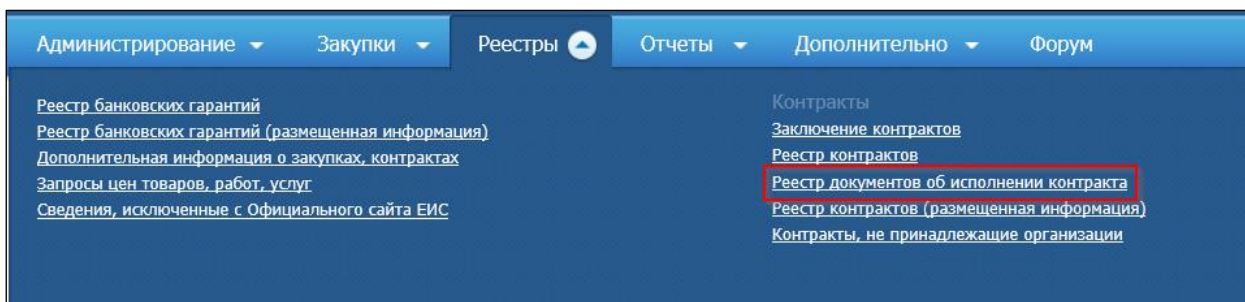 Администрирование Закупки Реестры Отчеты Дополнительно Форум
Реестр банковских гарантий
Реестр банковских гарантий (размещенная информация)
Дополнительная информация о закупках, контрактах
Запросы цен товаров, работ, услуг
Сведения, исключенные с Официального сайта ЕИС
Контракты
Заключение контрактов
Реестр контрактов
Реестр документов об исполнении контракта
Реестр контрактов (размещенная информация)
Контракты, не принадлежащие организации